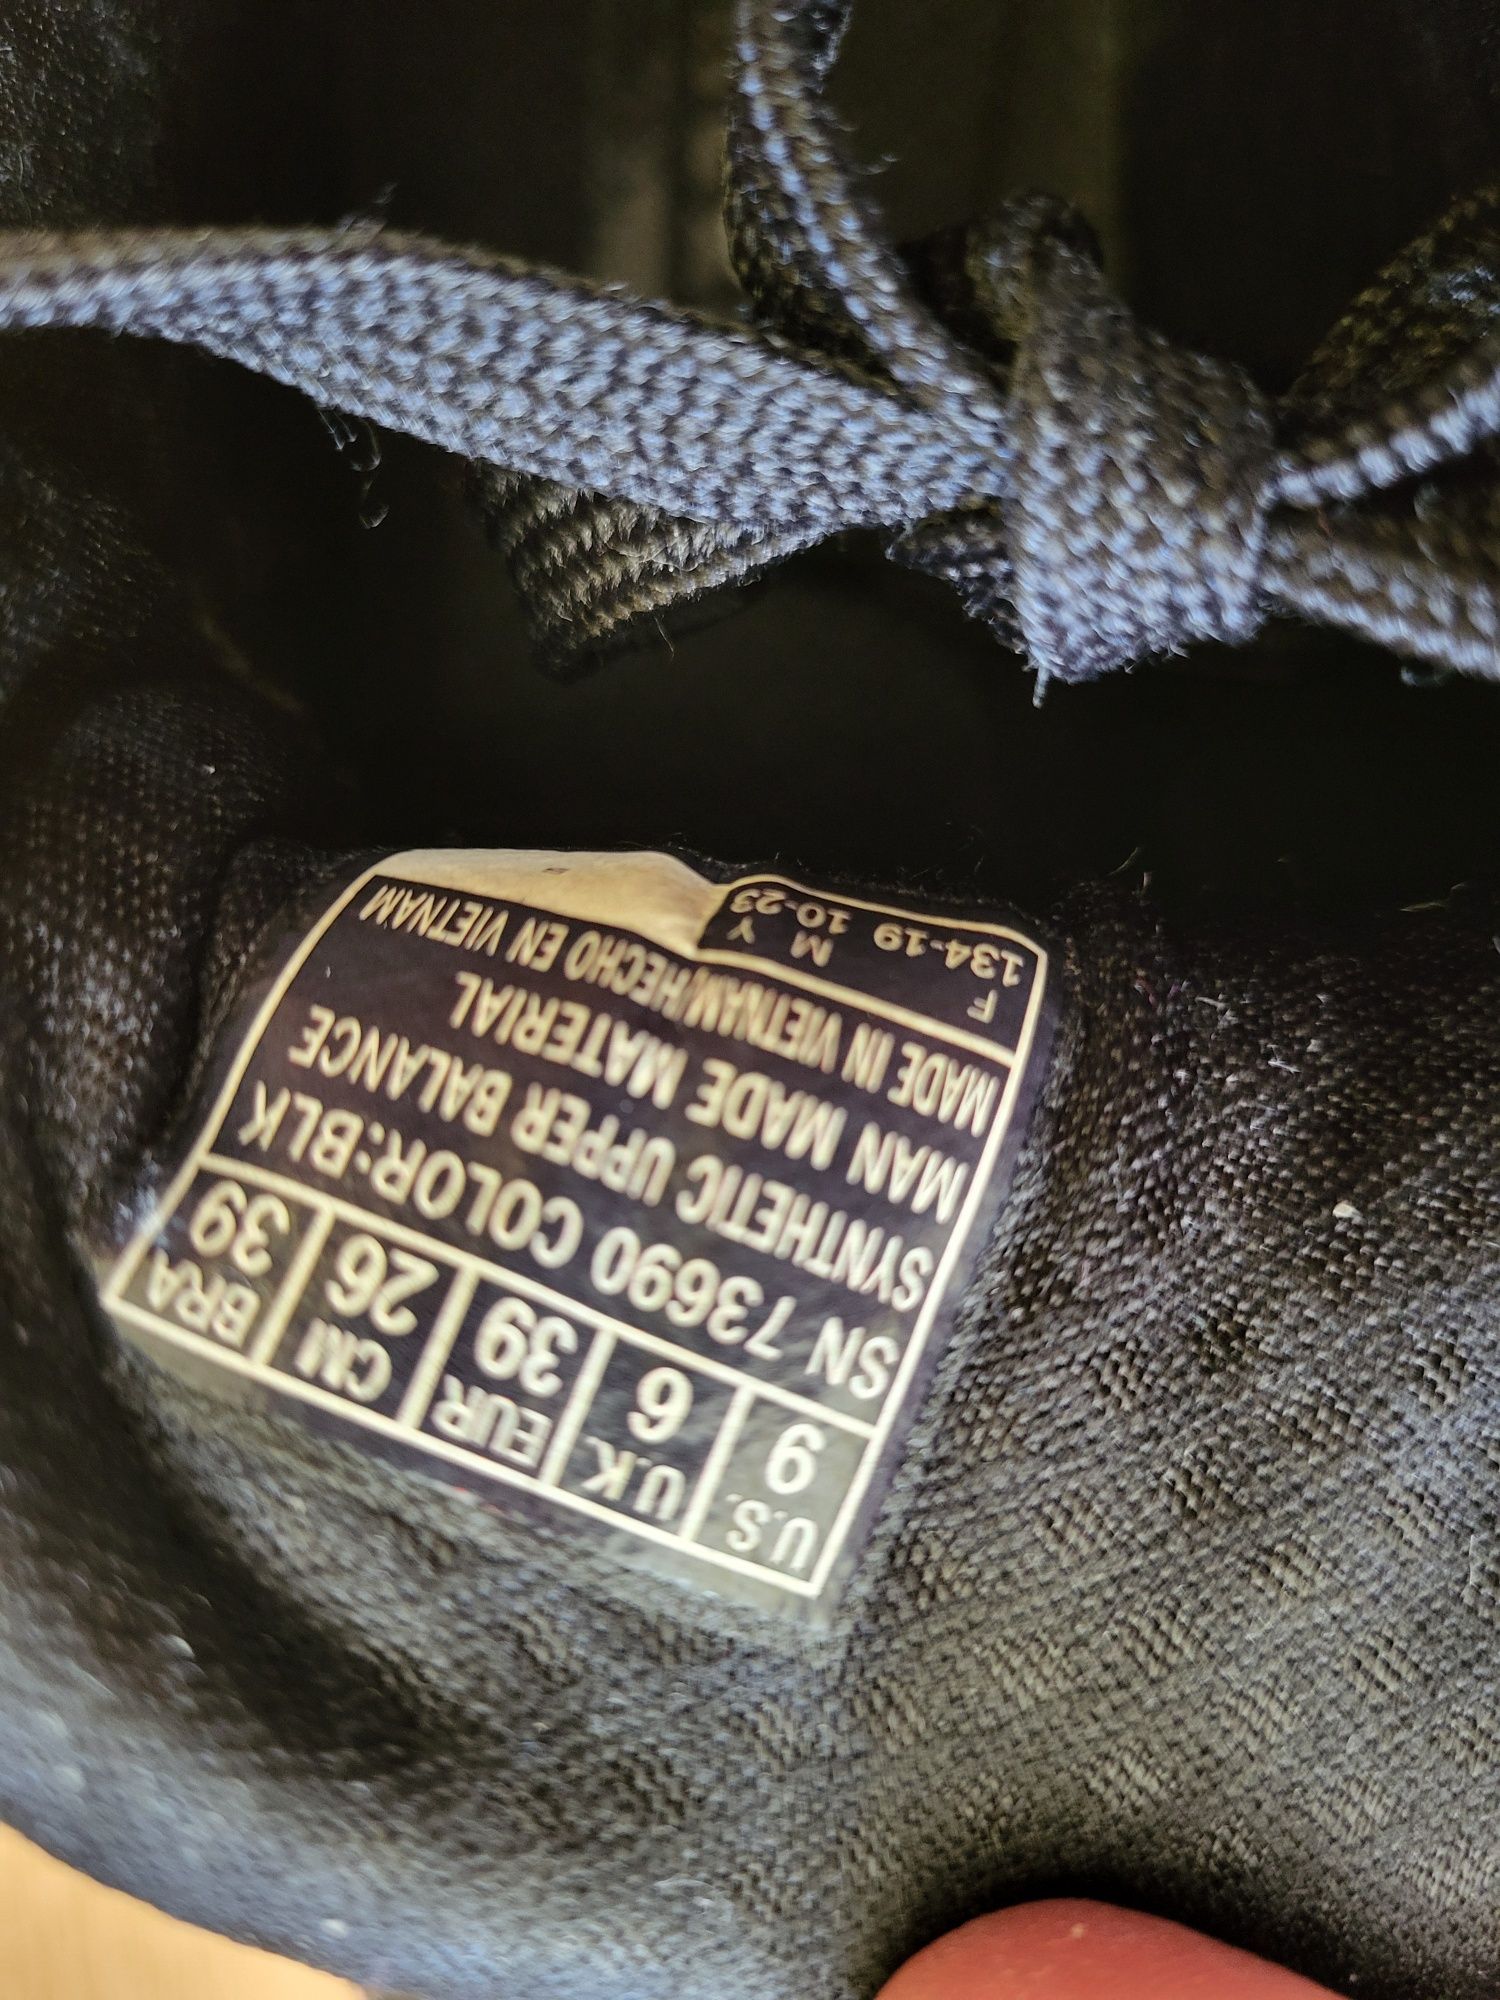 U.S. U.K. EUR CM BRA
9 6 39 26 39
SN 73690 COLOR:BLK
SYNTHETIC UPPER BALANCE
MAN MADE MATERIAL
MADE IN VIETNAM/HECHO EN VIETNAM
F M Y
134-19 10-23